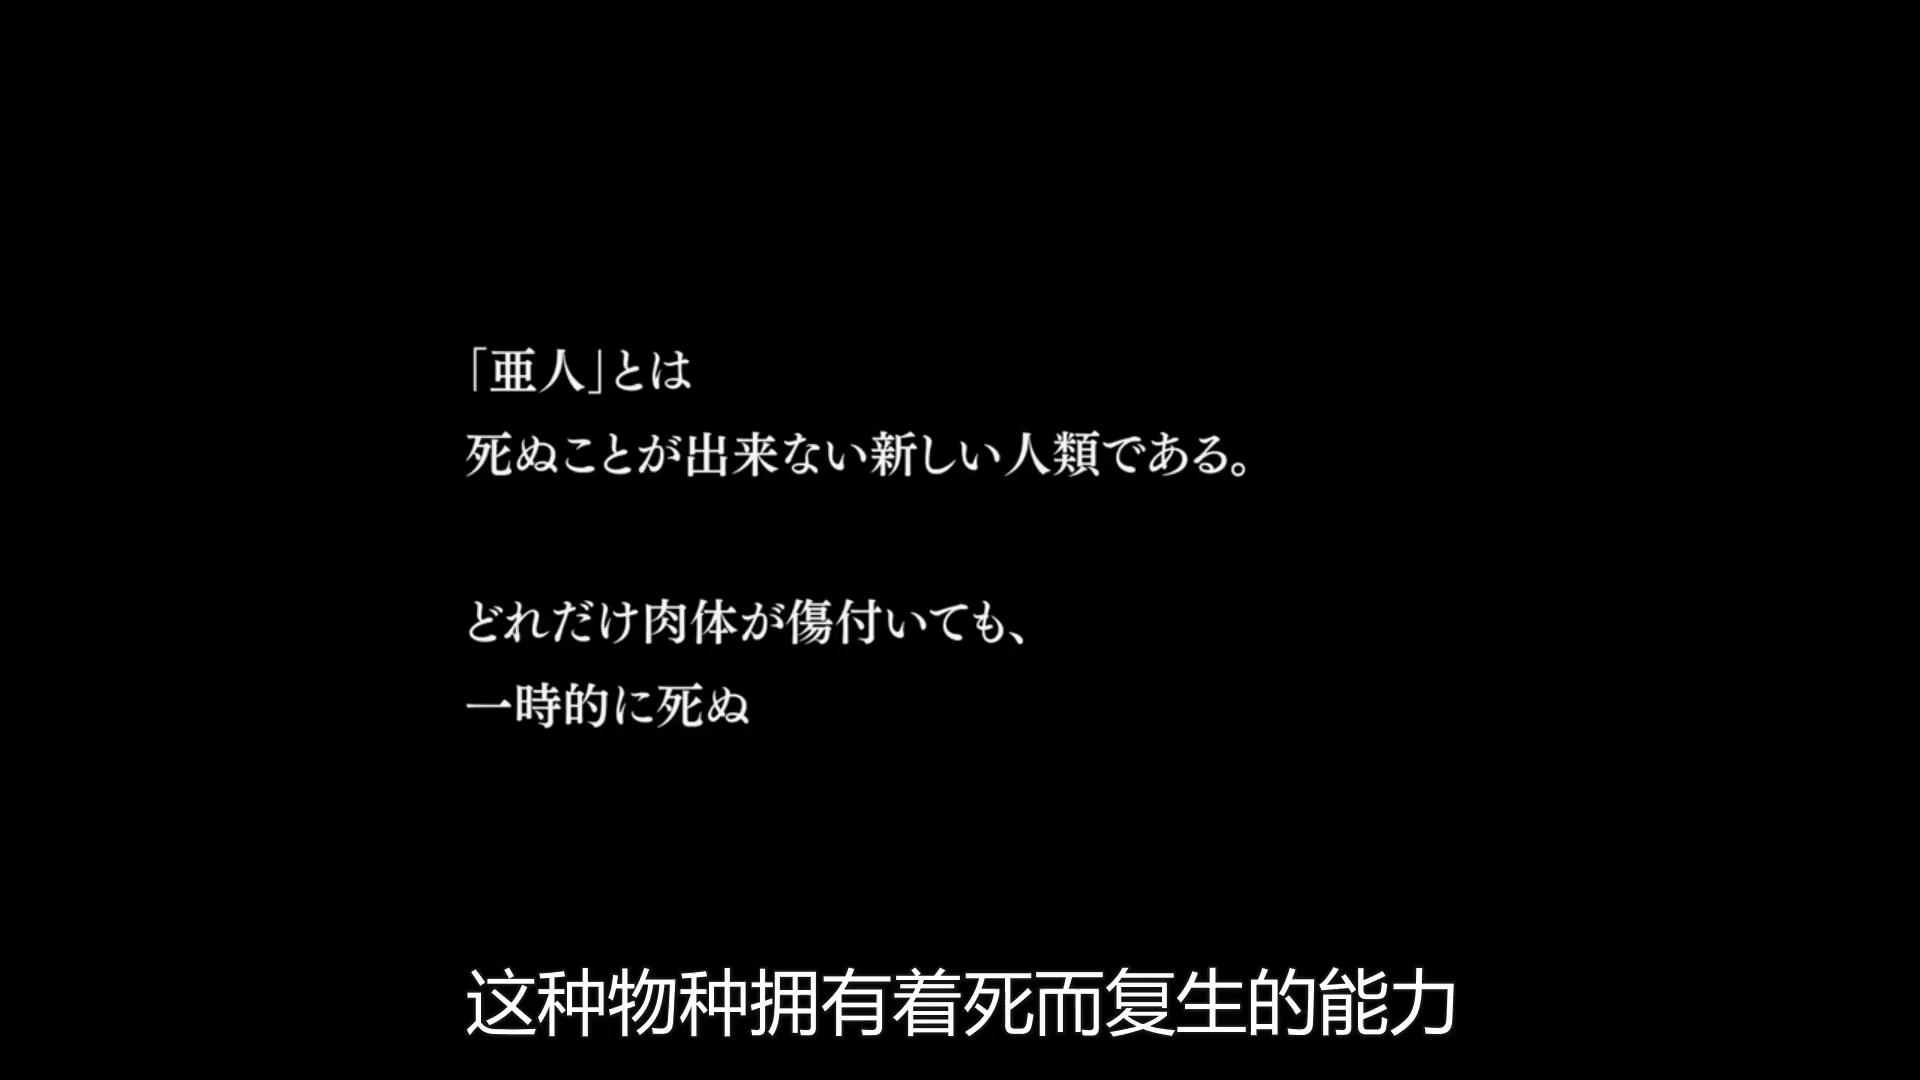 「亜人」とは
死ぬことが出来ない新しい人類である。
どれだけ肉体が傷付いても、
一時的に死ぬ
这种物种拥有着死而复生的能力